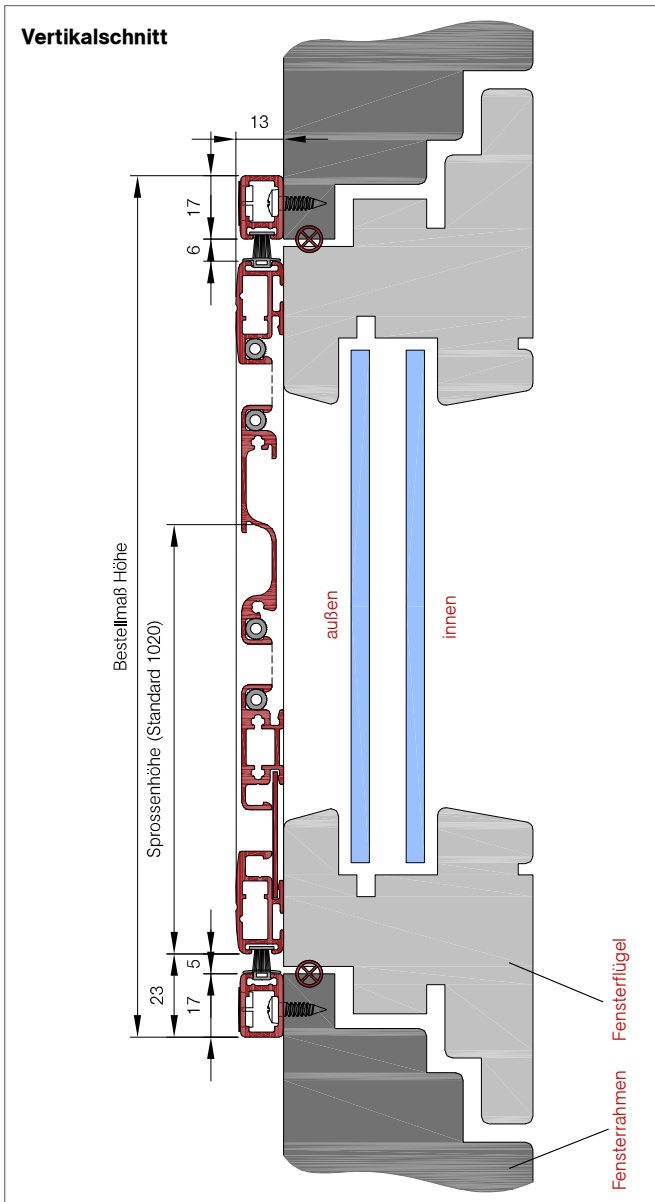 Vertikalschnitt
13
17
6
Bestellmaß Höhe
Sprossenhöhe (Standard 1020)
außen
innen
5
23
17
Fensterflügel
Fensterrahmen